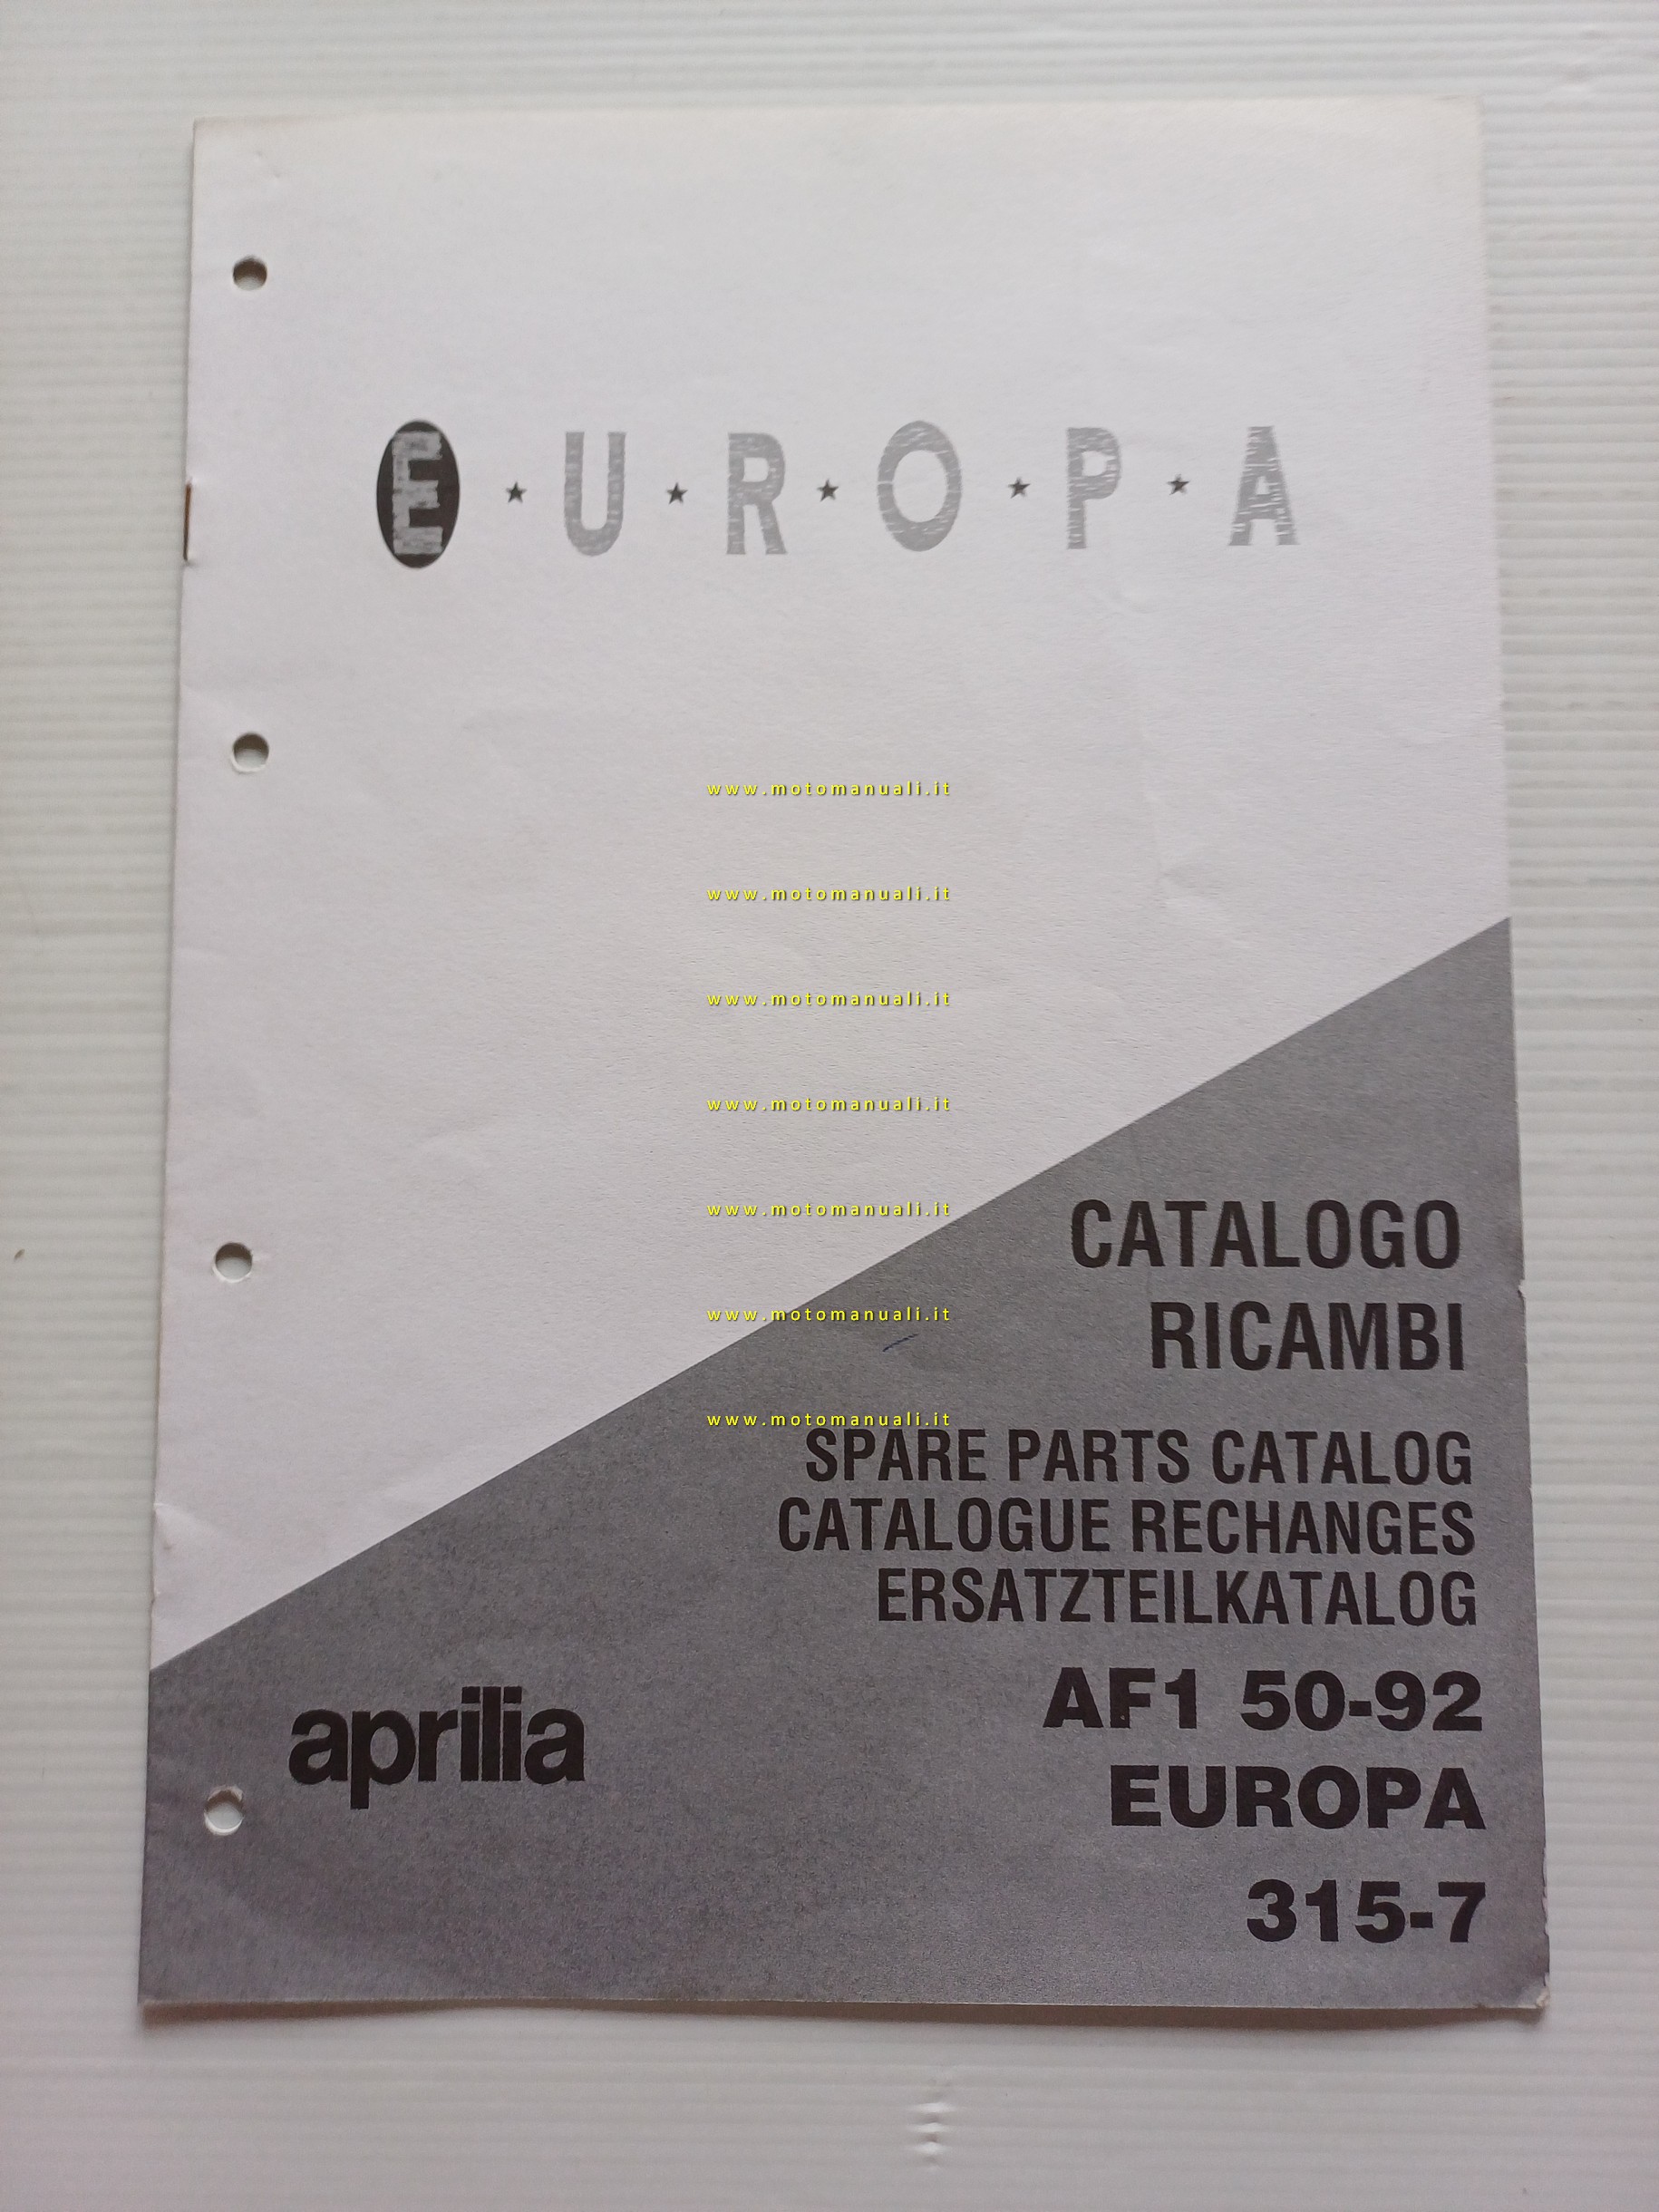 E★U★R★O★P★A
www.motomanuali.it
www.motomanuali.it
www.motomanuali.it
www.motomanuali.it
www.motomanuali.it
www.motomanuali.it
www.motomanuali.it
CATALOGO
RICAMBI
SPARE PARTS CATALOG
CATALOGUE RECHANGES
ERSATZTEILKATALOG
aprilia
AF1 50-92
EUROPA
315-7